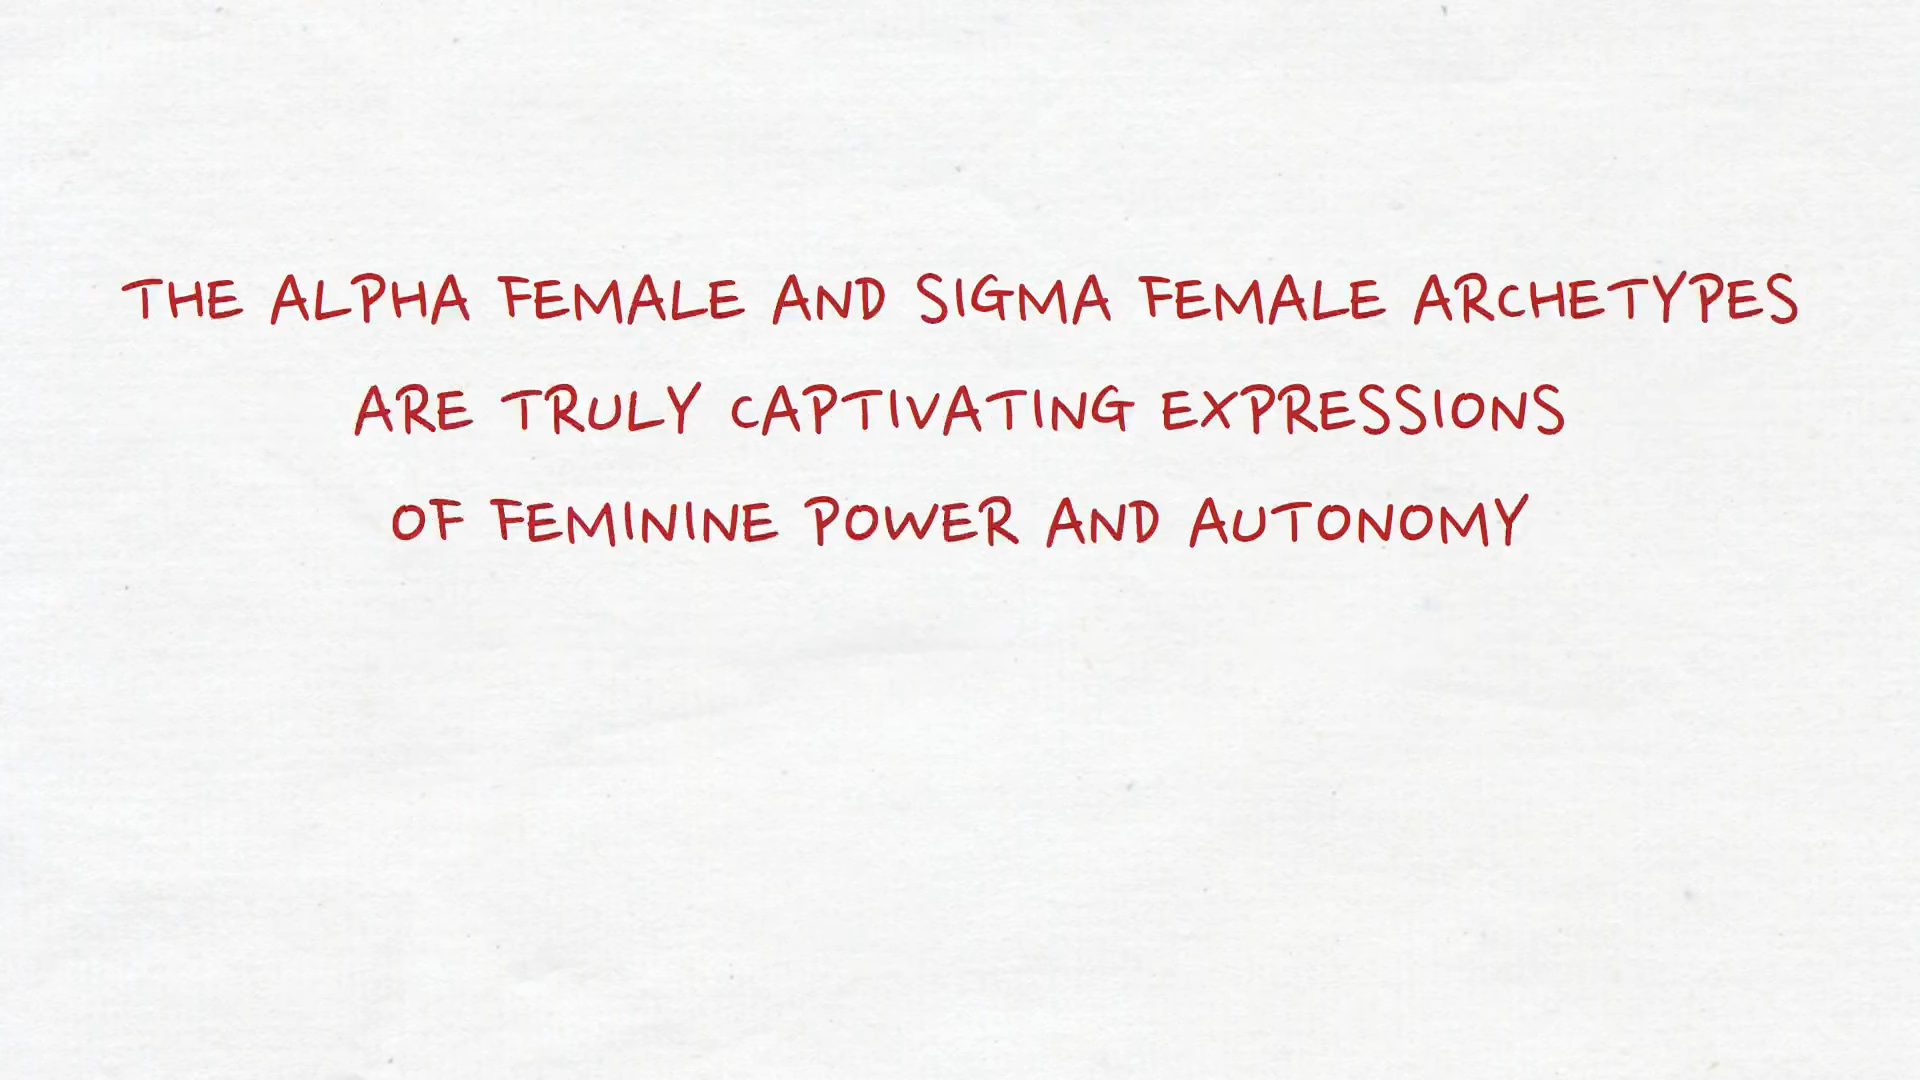 THE ALPHA FEMALE AND SIGMA FEMALE ARCHETYPES
ARE TRULY CAPTIVATING EXPRESSIONS
OF FEMININE POWER AND AUTONOMY